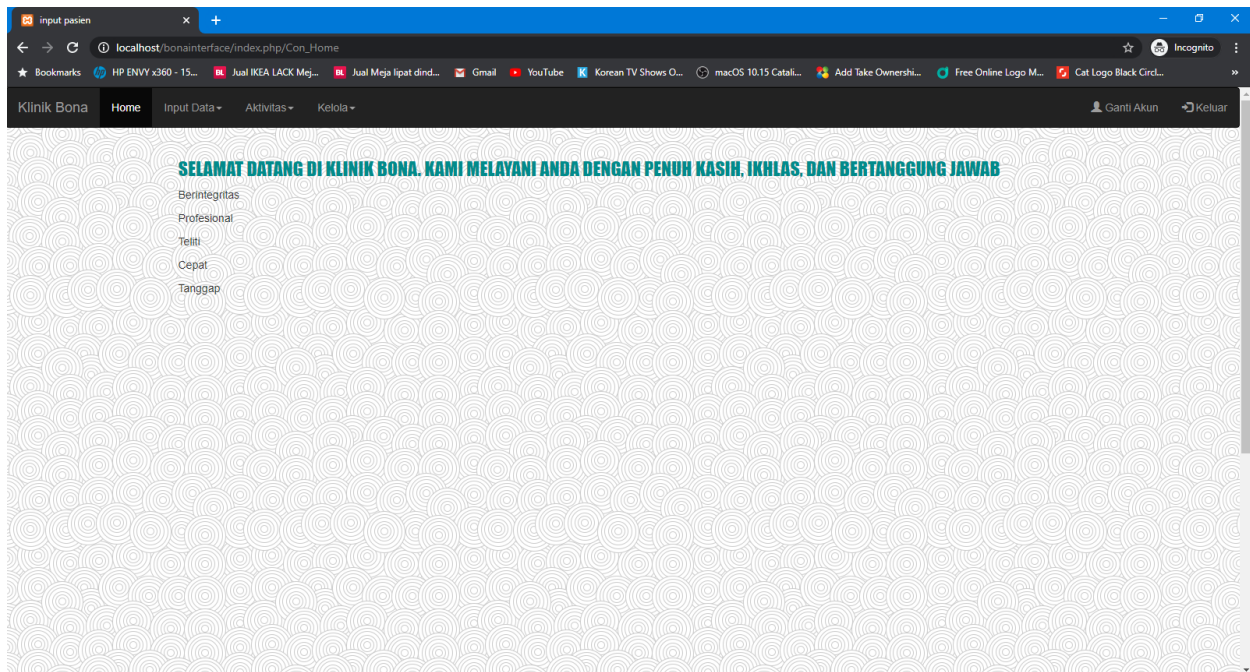 input pasien
localhost/bonainterface/index.php/Con_Home
Incognito
Bookmarks HP ENVY x360 - 15... BL Jual IKEA LACK Mej... BL Jual Meja lipat dind... Gmail YouTube K Korean TV Shows O... macOS 10.15 Catali... Add Take Ownershi... Free Online Logo M... Cat Logo Black Circl... »
Klinik Bona Home Input Data Aktivitas Kelola Ganti Akun Keluar
SELAMAT DATANG DI KLINIK BONA. KAMI MELAYANI ANDA DENGAN PENUH KASIH, IKHLAS, DAN BERTANGGUNG JAWAB
Berintegritas
Profesional
Teliti
Cepat
Tanggap